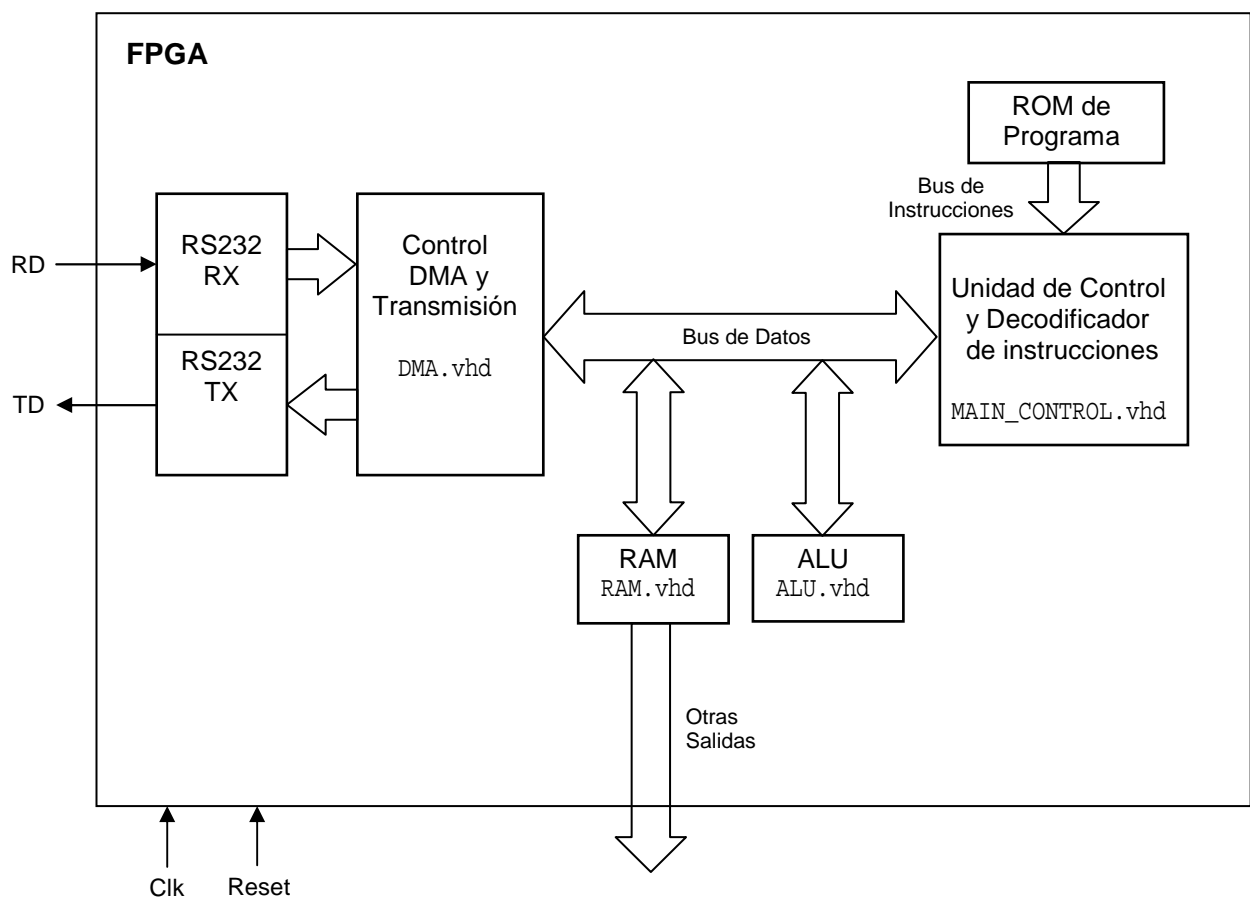 FPGA
ROM de
Programa
Bus de
Instrucciones
RS232
RX
RD
Control
DMA y
Transmisión
DMA.vhd
Bus de Datos
Unidad de Control
y Decodificador
de instrucciones
MAIN_CONTROL.vhd
RS232
TX
TD
RAM
RAM.vhd
ALU
ALU.vhd
Otras
Salidas
Clk
Reset